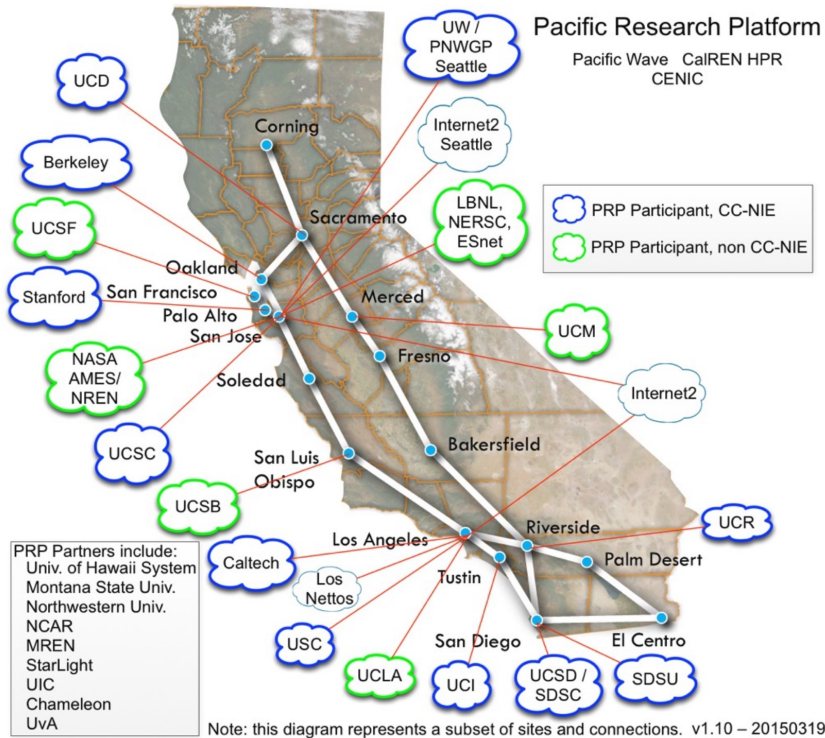 Pacific Research Platform
Pacific Wave CalREN HPR
CENIC
UW /
PNWGP
Seattle
UCD
Internet2
Seattle
Corning
Berkeley
LBNL,
NERSC,
ESnet
PRP Participant, CC-NIE
PRP Participant, non CC-NIE
UCSF
Sacramento
Oakland
Stanford
San Francisco
Merced
Palo Alto
UCM
San Jose
NASA
AMES/
NREN
Fresno
Soledad
Internet2
UCSC
Bakersfield
San Luis
Obispo
UCSB
Riverside
UCR
Los Angeles
Caltech
Palm Desert
Los
Nettos
Tustin
PRP Partners include:
Univ. of Hawaii System
Montana State Univ.
Northwestern Univ.
NCAR
MREN
StarLight
UIC
Chameleon
UvA
USC
San Diego
El Centro
UCLA
UCI
UCSD /
SDSC
SDSU
Note: this diagram represents a subset of sites and connections. v1.10 – 20150319